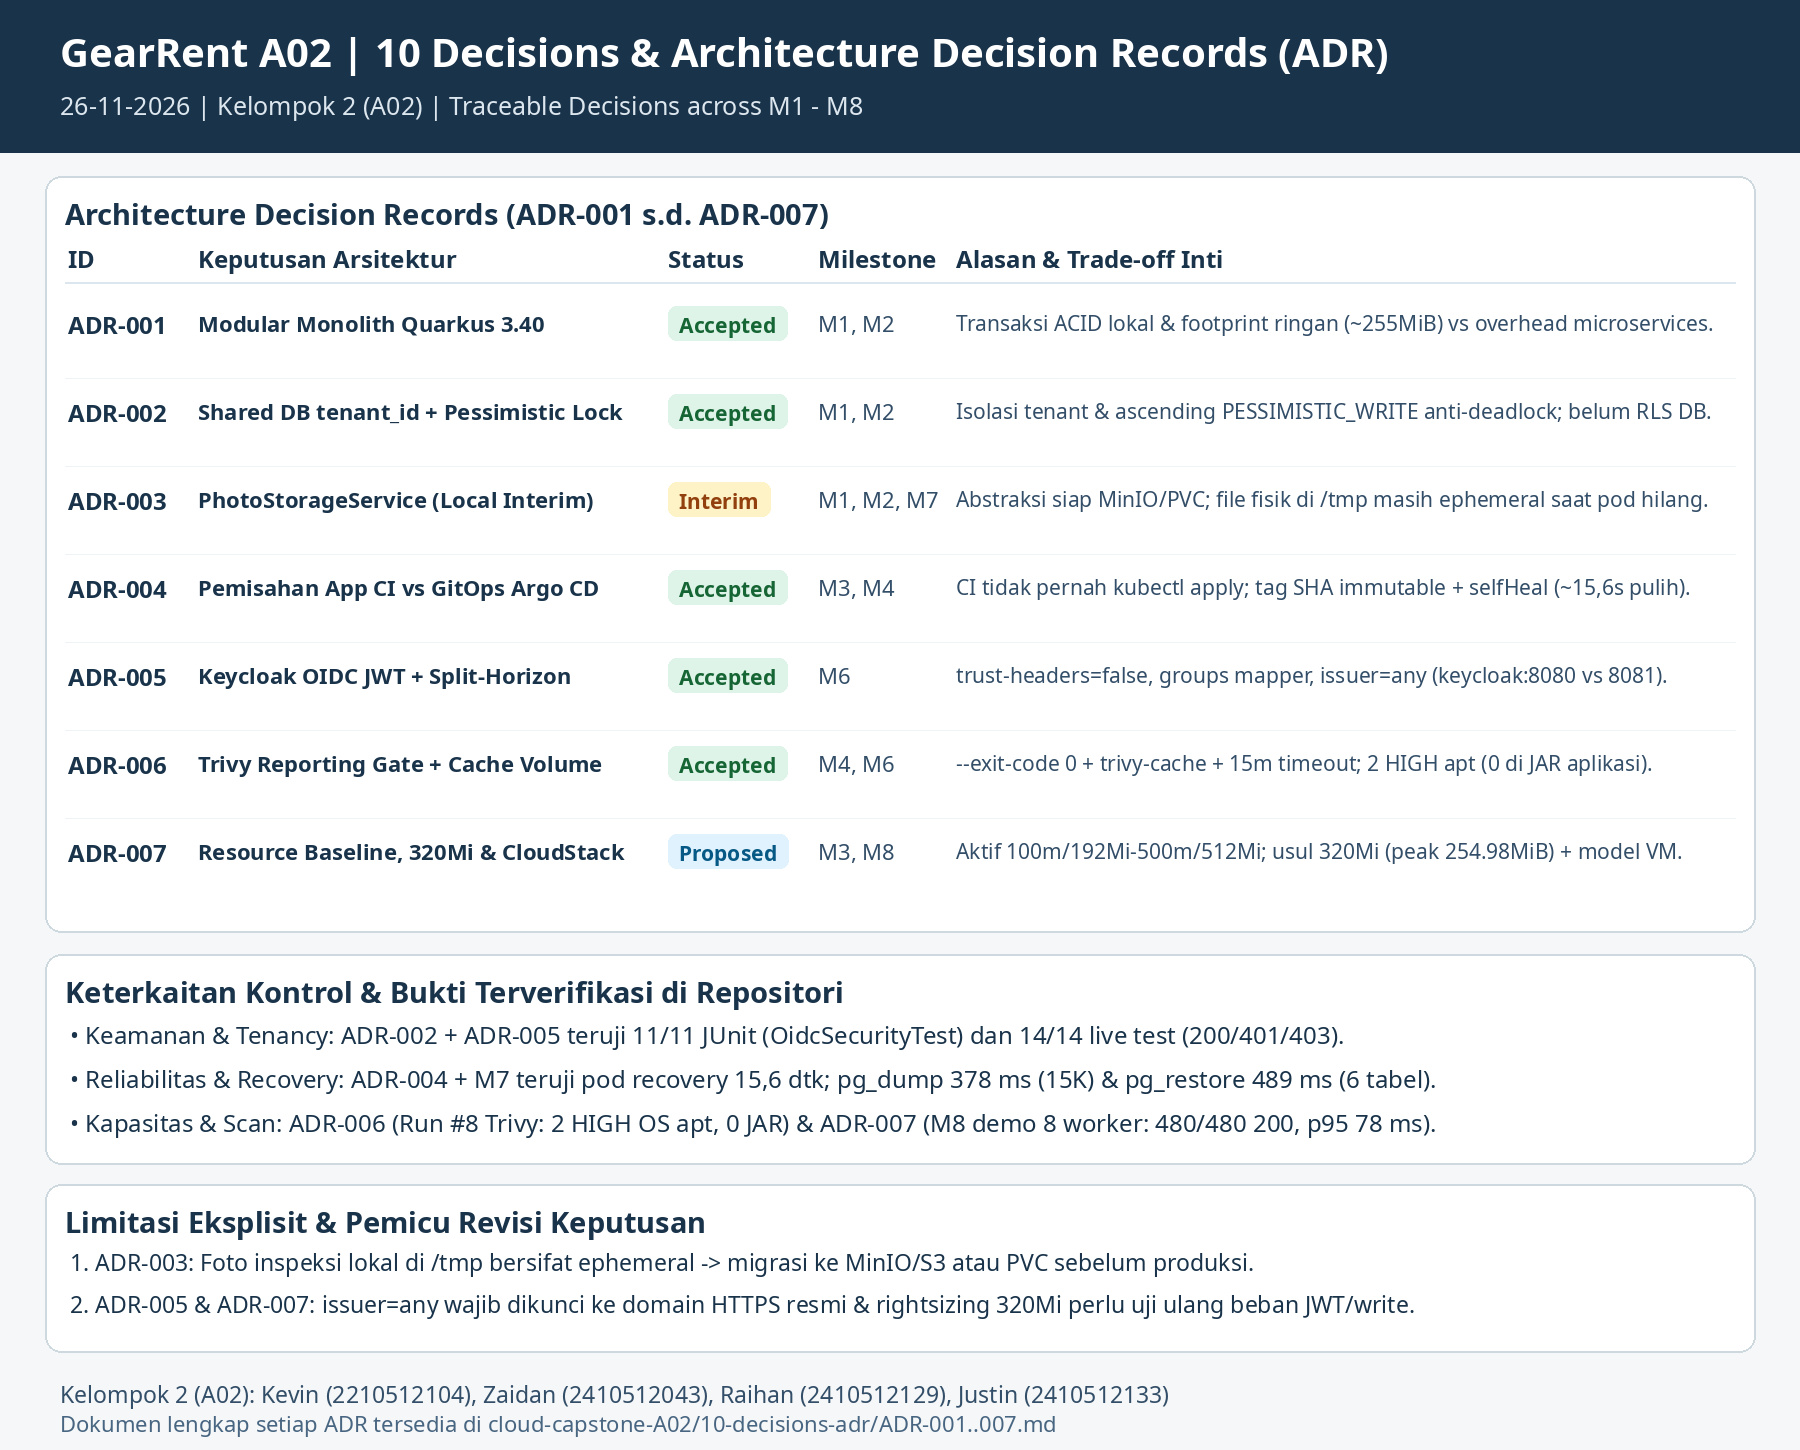 GearRent A02 | 10 Decisions & Architecture Decision Records (ADR)
26-11-2026 | Kelompok 2 (A02) | Traceable Decisions across M1 - M8
Architecture Decision Records (ADR-001 s.d. ADR-007)
ID Keputusan Arsitektur Status Milestone Alasan & Trade-off Inti
ADR-001 Modular Monolith Quarkus 3.40 Accepted M1, M2 Transaksi ACID lokal & footprint ringan (~255MiB) vs overhead microservices.
ADR-002 Shared DB tenant_id + Pessimistic Lock Accepted M1, M2 Isolasi tenant & ascending PESSIMISTIC_WRITE anti-deadlock; belum RLS DB.
ADR-003 PhotoStorageService (Local Interim) Interim M1, M2, M7 Abstraksi siap MinIO/PVC; file fisik di /tmp masih ephemeral saat pod hilang.
ADR-004 Pemisahan App CI vs GitOps Argo CD Accepted M3, M4 CI tidak pernah kubectl apply; tag SHA immutable + selfHeal (~15,6s pulih).
ADR-005 Keycloak OIDC JWT + Split-Horizon Accepted M6 trust-headers=false, groups mapper, issuer=any (keycloak:8080 vs 8081).
ADR-006 Trivy Reporting Gate + Cache Volume Accepted M4, M6 --exit-code 0 + trivy-cache + 15m timeout; 2 HIGH apt (0 di JAR aplikasi).
ADR-007 Resource Baseline, 320Mi & CloudStack Proposed M3, M8 Aktif 100m/192Mi-500m/512Mi; usul 320Mi (peak 254.98MiB) + model VM.
Keterkaitan Kontrol & Bukti Terverifikasi di Repositori
• Keamanan & Tenancy: ADR-002 + ADR-005 teruji 11/11 JUnit (OidcSecurityTest) dan 14/14 live test (200/401/403).
• Reliabilitas & Recovery: ADR-004 + M7 teruji pod recovery 15,6 dtk; pg_dump 378 ms (15K) & pg_restore 489 ms (6 tabel).
• Kapasitas & Scan: ADR-006 (Run #8 Trivy: 2 HIGH OS apt, 0 JAR) & ADR-007 (M8 demo 8 worker: 480/480 200, p95 78 ms).
Limitasi Eksplisit & Pemicu Revisi Keputusan
1. ADR-003: Foto inspeksi lokal di /tmp bersifat ephemeral -> migrasi ke MinIO/S3 atau PVC sebelum produksi.
2. ADR-005 & ADR-007: issuer=any wajib dikunci ke domain HTTPS resmi & rightsizing 320Mi perlu uji ulang beban JWT/write.
Kelompok 2 (A02): Kevin (2210512104), Zaidan (2410512043), Raihan (2410512129), Justin (2410512133)
Dokumen lengkap setiap ADR tersedia di cloud-capstone-A02/10-decisions-adr/ADR-001..007.md